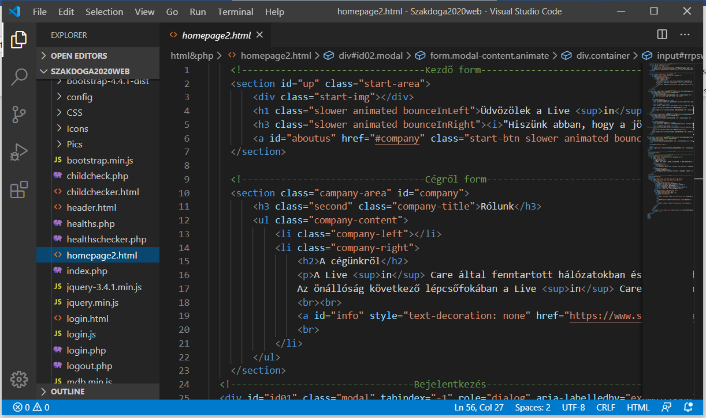 File Edit Selection View Go Run Terminal Help homepage2.html - Szakdoga2020web - Visual Studio Code
EXPLORER
OPEN EDITORS
SZAKDOGA2020WEB
bootstrap-4.4.1-dist
config
CSS
Icons
Pics
JS bootstrap.min.js
childcheck.php
<> childchecker.html
<> header.html
healths.php
healthschecker.php
<> homepage2.html
index.php
JS jquery-3.4.1.min.js
JS jquery.min.js
<> login.html
JS login.js
login.php
logout.php
JS mdb.min.js
OUTLINE
<> homepage2.html ×
html&php > <> homepage2.html > div#id02.modal > form.modal-content.animate > div.container > input#rrpsv
1 <!------------------------------Kezdő form------------------------------
2 <section id="up" class="start-area">
3 <div class="start-img"></div>
4 <h1 class="slower animated bounceInLeft">Üdvözölek a Live <sup>in</sup>
5 <h3 class="slower animated bounceInRight"><i>"Hiszünk abban, hogy a jö
6 <a id="aboutus" href="#company" class="start-btn slower animated bounc
7 </section>
8
9 <!------------------------------Cégről form------------------------------
10 <section class="campany-area" id="company">
11 <h3 class="second" class="company-title">Rólunk</h3>
12 <ul class="company-content">
13 <li class="company-left"></li>
14 <li class="company-right">
15 <h2>A cégünkről</h2>
16 <p>A Live <sup>in</sup> Care által fenntartott hálózatokban és
17 Az önállóság következő lépcsőfokában a Live <sup>in</sup> Care
18 <br><br>
19 <a id="info" style="text-decoration: none" href="https://www.s
20 <br>
21 </li>
22 </ul>
23 </section>
24 <!------------------------------Bejelentkezés------------------------------
25 <div id="id01" class="modal" tabindex="-1" role="dialog" aria-labelledby="ex
0 0 Ln 56, Col 27 Spaces: 2 UTF-8 CRLF HTML